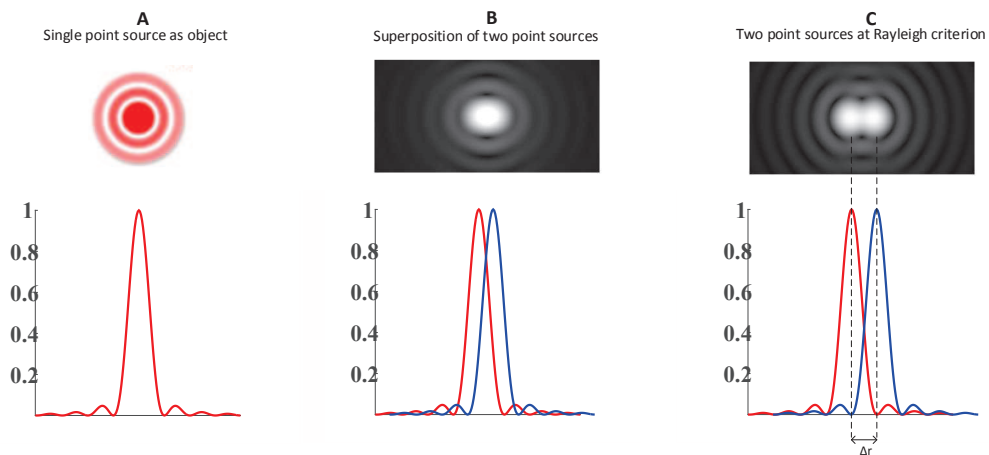 A
Single point source as object
B
Superposition of two point sources
C
Two point sources at Rayleigh criterion
1
0.8
0.6
0.4
0.2
1
0.8
0.6
0.4
0.2
1
0.8
0.6
0.4
0.2
Δr